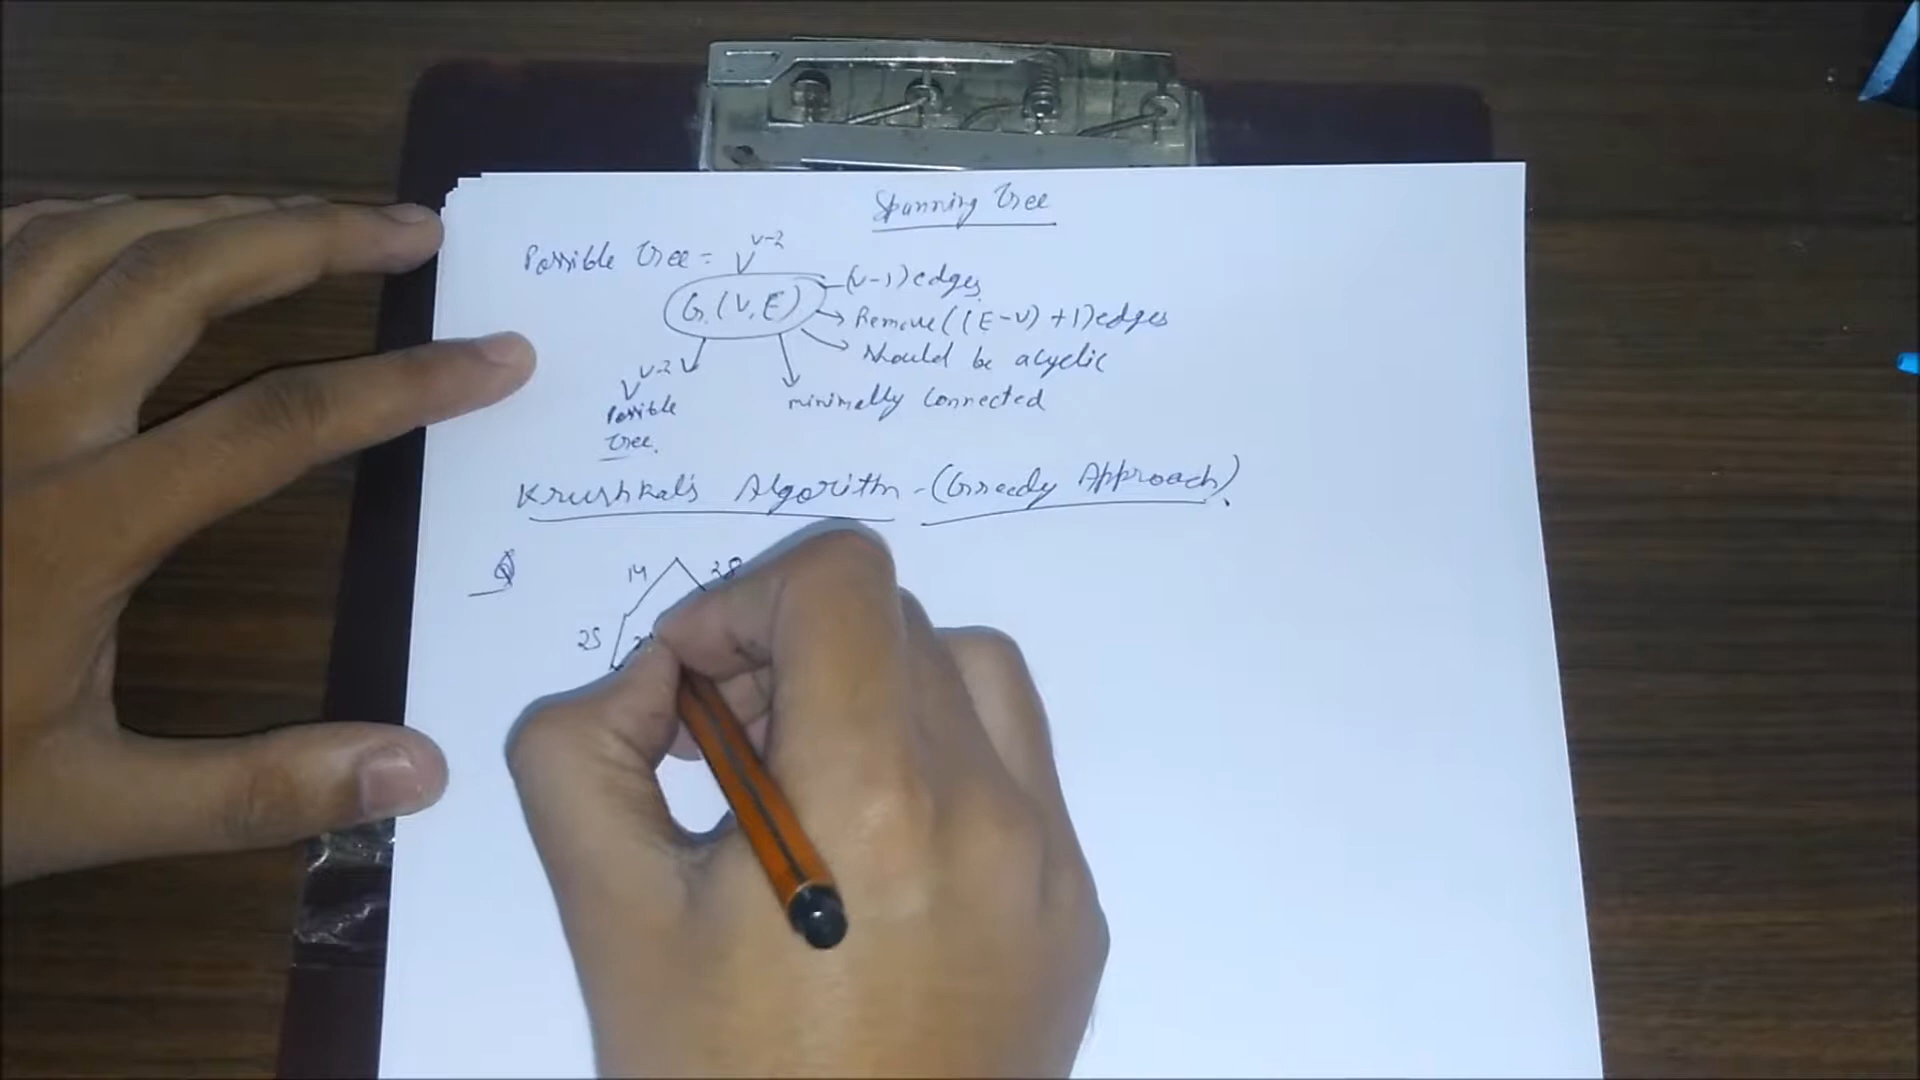 Spanning Tree
Possible Tree = V^V-2
G(V, E)
(V-1) edges
Remove ((E-V) +1) edges
should be acyclic
minimally connected
V^V-2
Possible
Tree.
Krushkal's Algorithm - (Greedy Approach).
Q
14
28
25